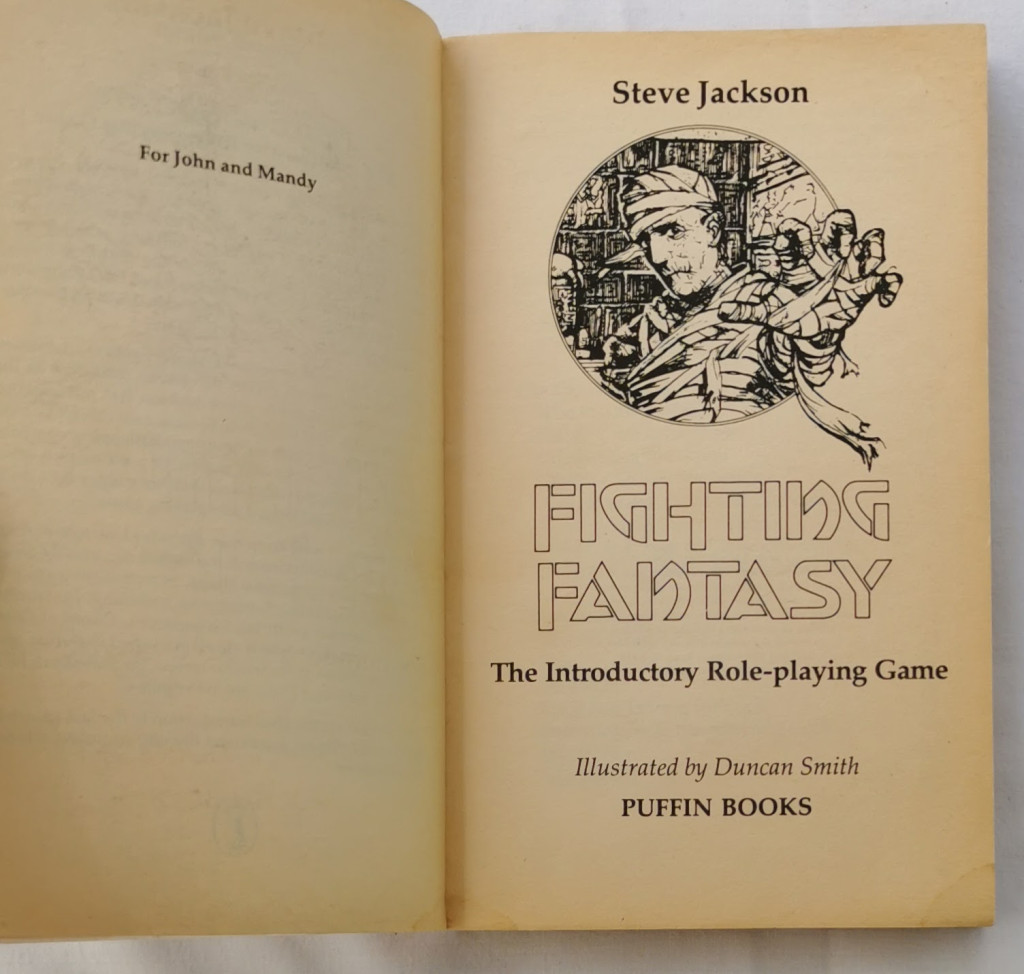 For John and Mandy
Steve Jackson
FIGHTING
FANTASY
The Introductory Role-playing Game
Illustrated by Duncan Smith
PUFFIN BOOKS